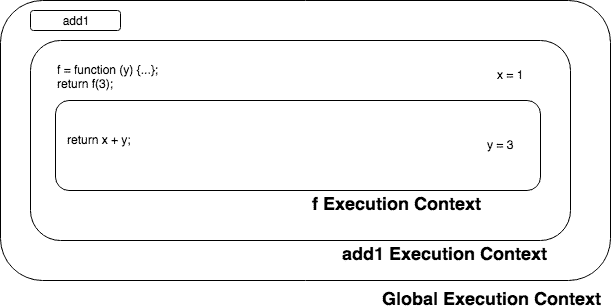 add1
f = function (y) {...};
return f(3);
x = 1
return x + y;
y = 3
f Execution Context
add1 Execution Context
Global Execution Context